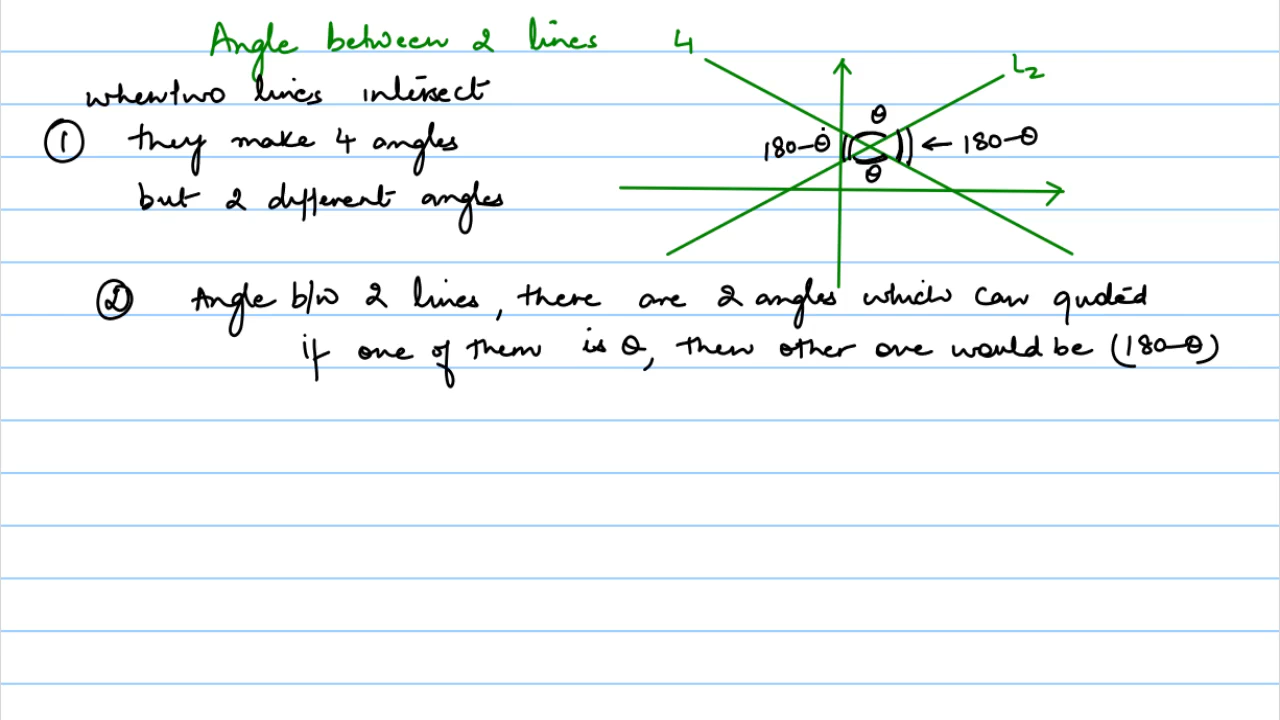 Angle between 2 lines
L1
L2
when two lines intersect
θ
① they make 4 angles
180-θ
← 180-θ
θ
but 2 different angles
② Angle b/w 2 lines, there are 2 angles which can quoted
if one of them is θ, then other one would be (180-θ)